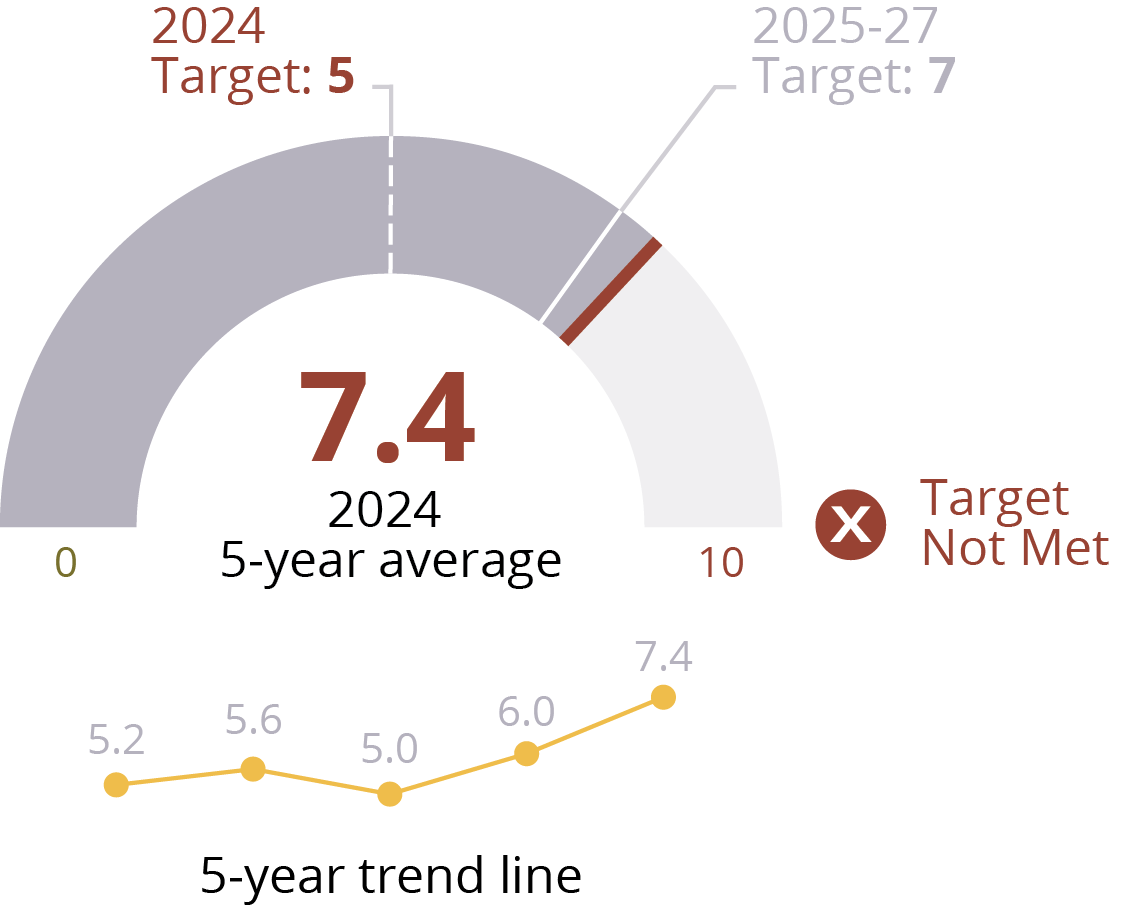 2024
Target: 5
2025-27
Target: 7
7.4
2024
5-year average
0
10
X
Target
Not Met
5.2
5.6
5.0
6.0
7.4
5-year trend line